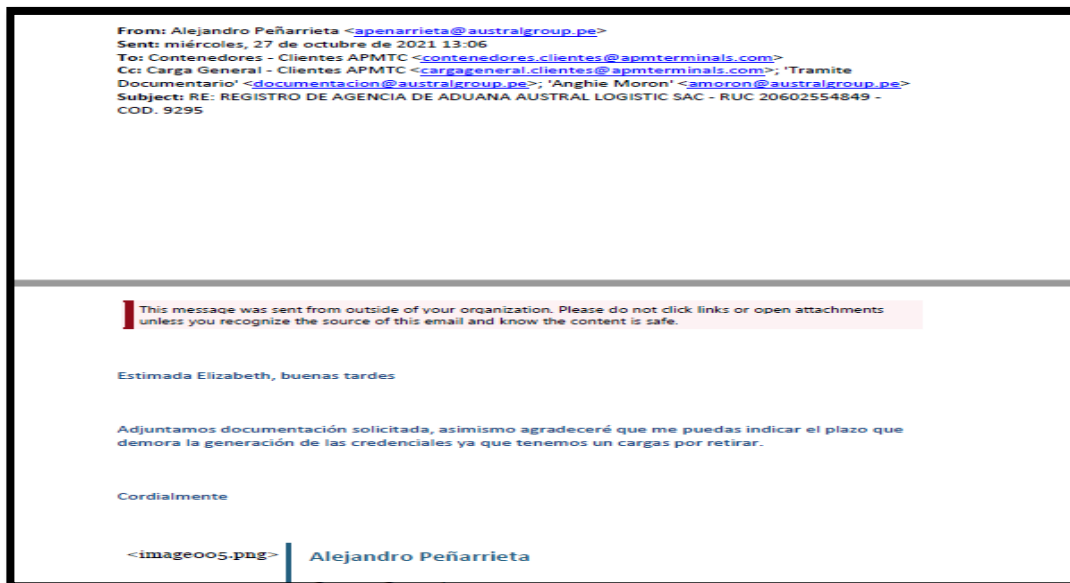 From: Alejandro Peñarrieta <apenarrieta@australgroup.pe>
Sent: miércoles, 27 de octubre de 2021 13:06
To: Contenedores - Clientes APMTC <contenedores.clientes@apmterminals.com>
Cc: Carga General - Clientes APMTC <cargageneral.clientes@apmterminals.com>; 'Tramite
Documentario' <documentacion@australgroup.pe>; 'Anghie Moron' <amoron@australgroup.pe>
Subject: RE: REGISTRO DE AGENCIA DE ADUANA AUSTRAL LOGISTIC SAC - RUC 20602554849 -
COD. 9295
This message was sent from outside of your organization. Please do not click links or open attachments
unless you recognize the source of this email and know the content is safe.
Estimada Elizabeth, buenas tardes
Adjuntamos documentación solicitada, asimismo agradeceré que me puedas indicar el plazo que
demora la generación de las credenciales ya que tenemos un cargas por retirar.
Cordialmente
<image005.png> Alejandro Peñarrieta